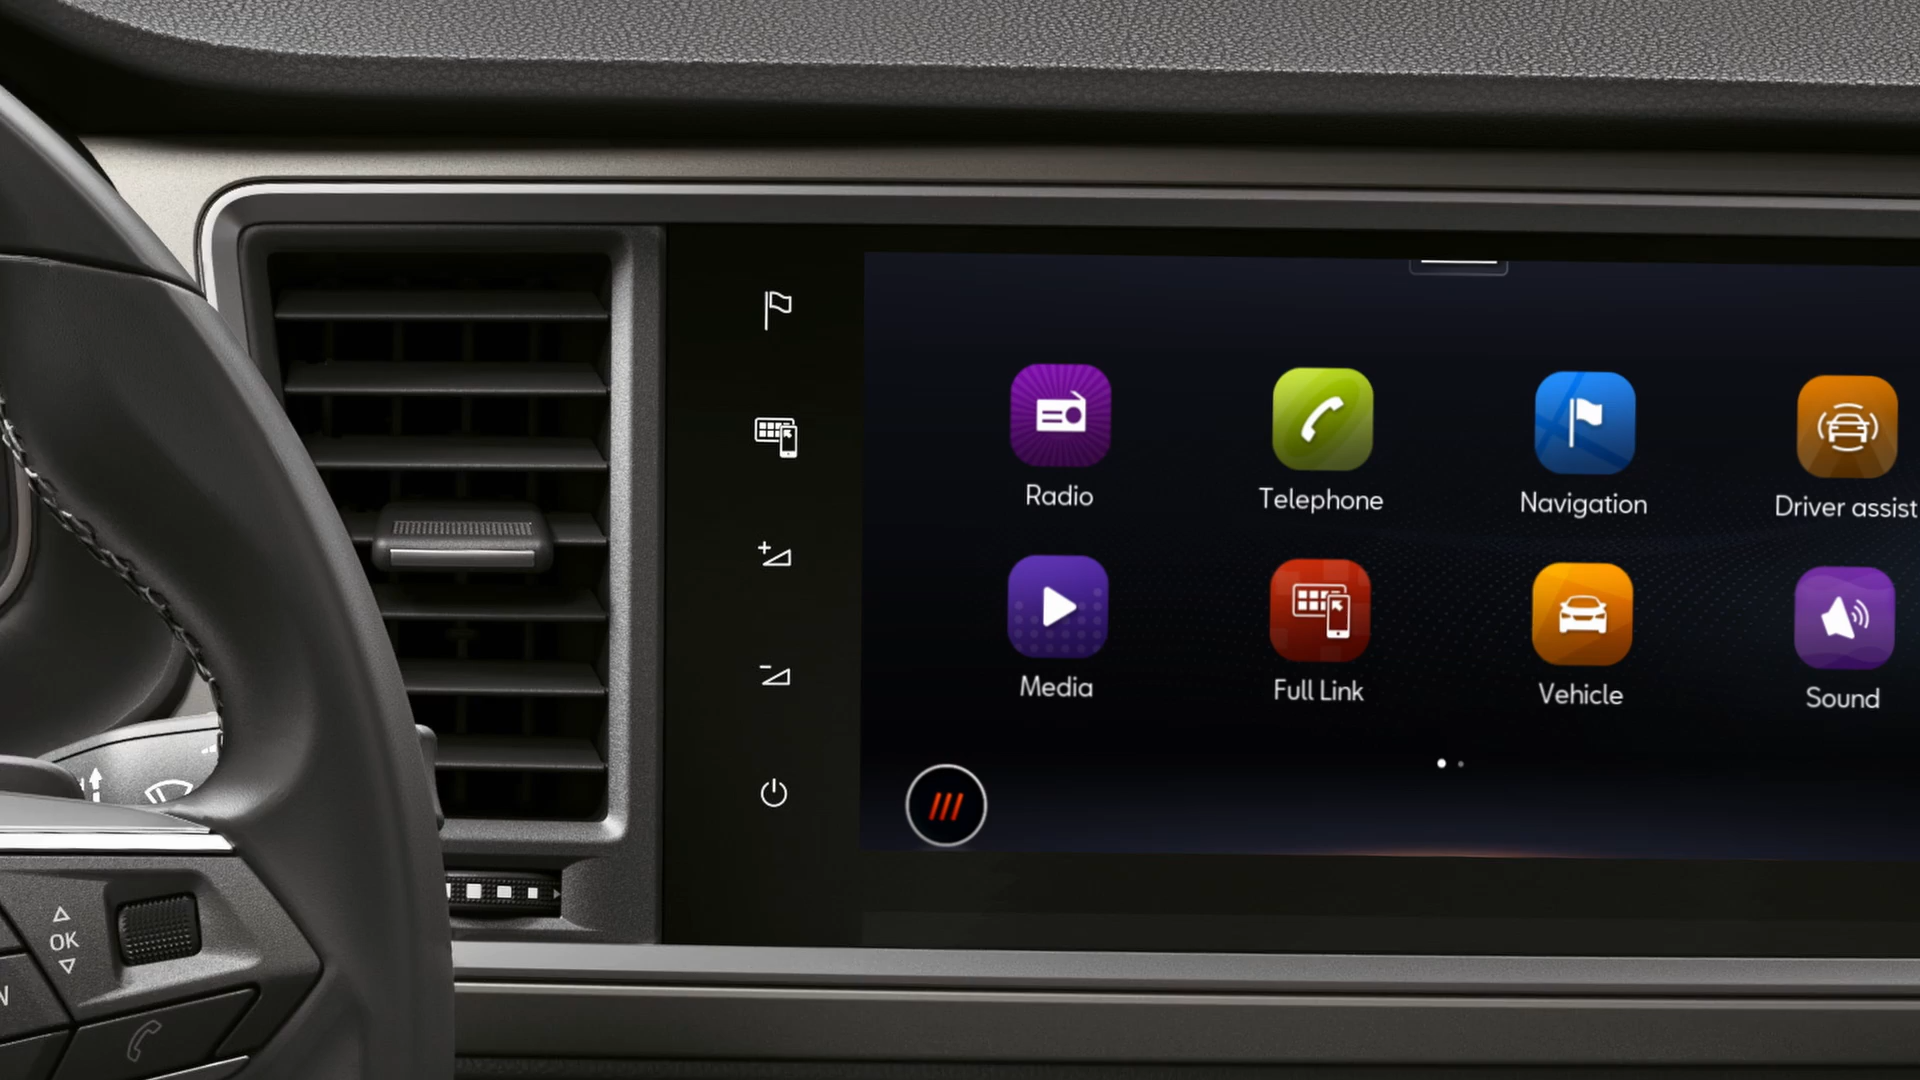 Radio
Telephone
Navigation
Driver assist
Media
Full Link
Vehicle
Sound
OK